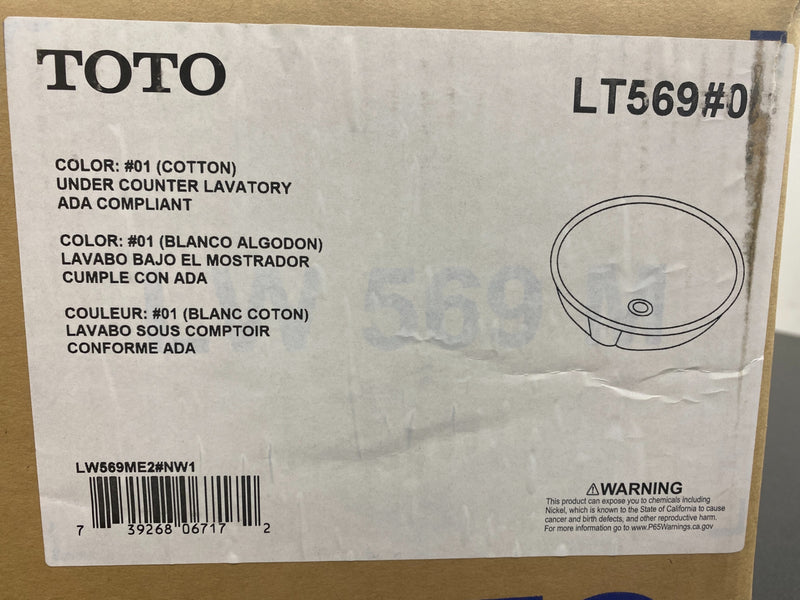 TOTO
LT569#0
COLOR: #01 (COTTON)
UNDER COUNTER LAVATORY
ADA COMPLIANT
COLOR: #01 (BLANCO ALGODON)
LAVABO BAJO EL MOSTRADOR
CUMPLE CON ADA
COULEUR: #01 (BLANC COTON)
LAVABO SOUS COMPTOIR
CONFORME ADA
LW 569 M
LW569ME2#NW1
7 39268 06717 2
⚠WARNING
This product can expose you to chemicals including
Nickel, which is known to the State of California to cause
cancer and birth defects, and other reproductive harm.
For more information go to www.P65Warnings.ca.gov